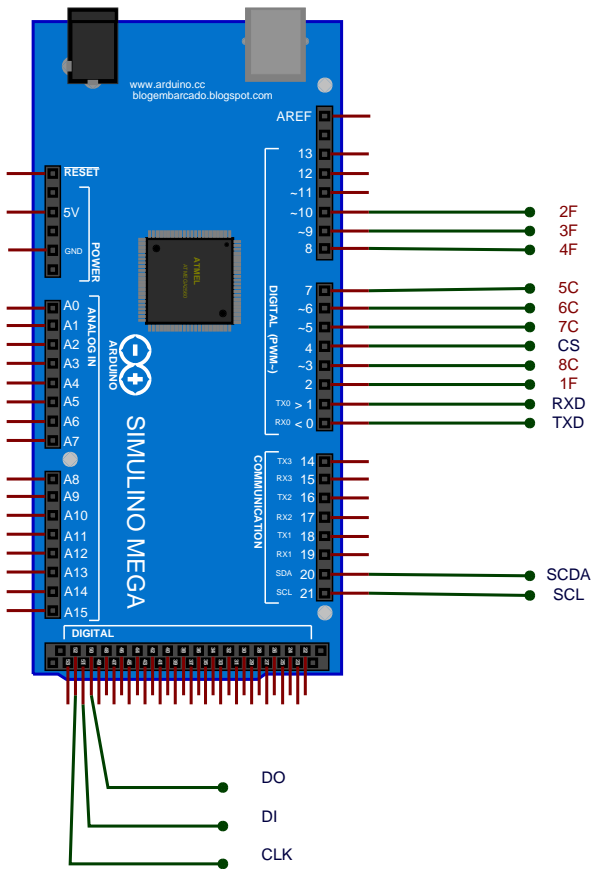 www.arduino.cc
blogembarcado.blogspot.com
RESET
5V
GND
POWER
AREF
13
12
~11
~10 2F
~9 3F
8 4F
7 5C
~6 6C
~5 7C
4 CS
~3 8C
2 1F
TX0 > 1 RXD
RX0 < 0 TXD
DIGITAL (PWM~)
ATMEL
A0
A1
A2
A3
A4
A5
A6
A7
ANALOG IN
ARDUINO
SIMULINO MEGA
A8
A9
A10
A11
A12
A13
A14
A15
TX3 14
RX3 15
TX2 16
RX2 17
TX1 18
RX1 19
SDA 20 SCDA
SCL 21 SCL
COMMUNICATION
DIGITAL
DO
DI
CLK